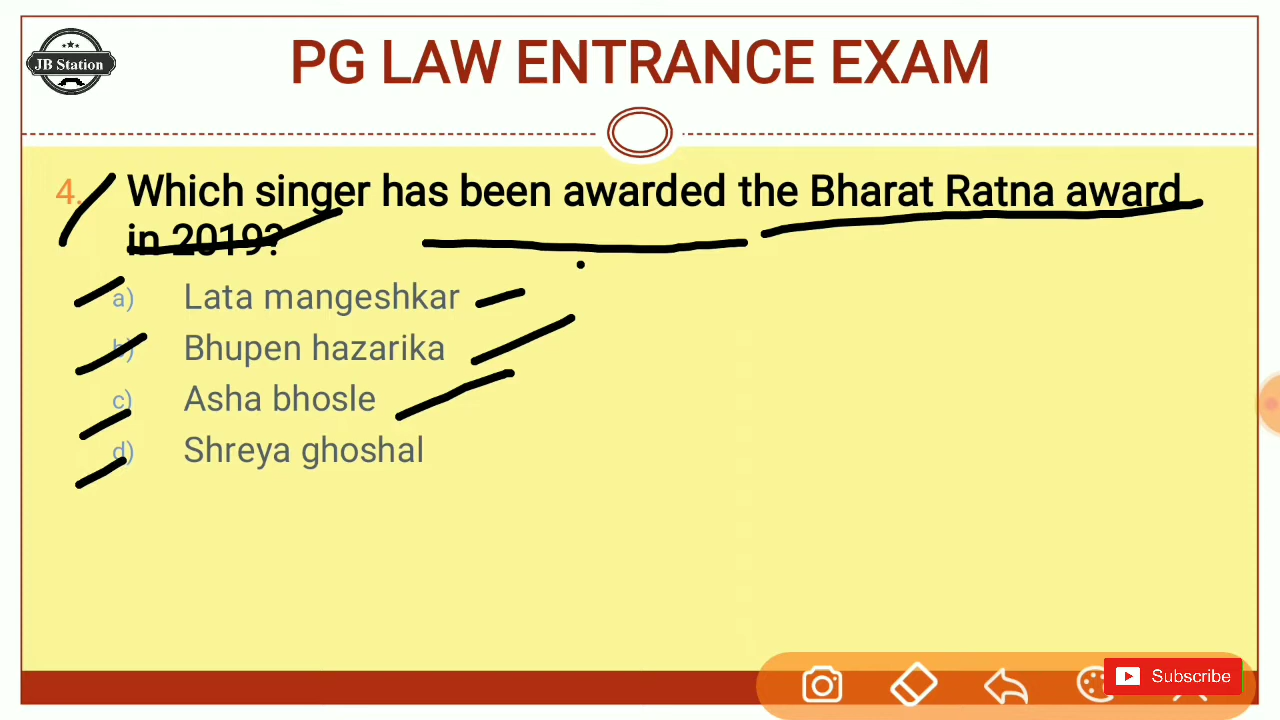 JB Station
PG LAW ENTRANCE EXAM
4. Which singer has been awarded the Bharat Ratna award
in 2019?
a) Lata mangeshkar
b) Bhupen hazarika
c) Asha bhosle
d) Shreya ghoshal
Subscribe